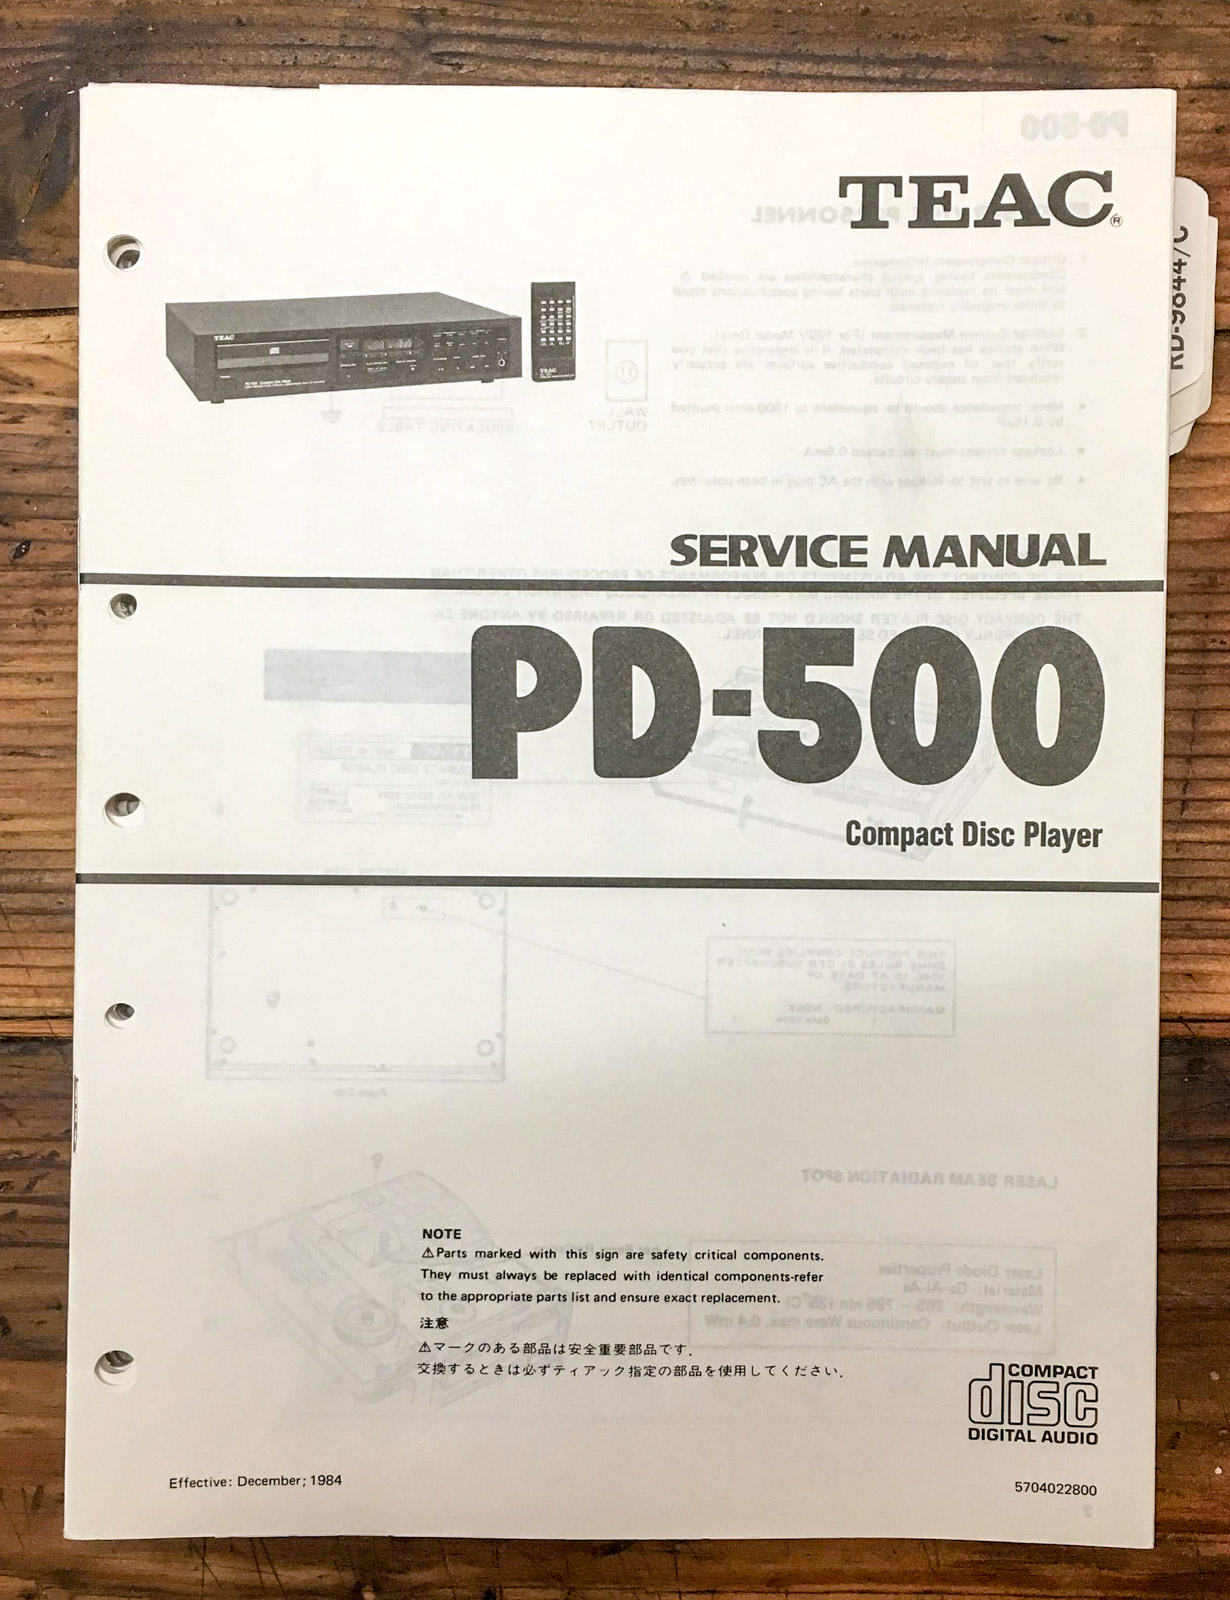 TEAC®
RD-9844/C
TEAC
TEAC
SERVICE MANUAL
PD-500
Compact Disc Player
NOTE
⚠Parts marked with this sign are safety critical components.
They must always be replaced with identical components-refer
to the appropriate parts list and ensure exact replacement.
注意
⚠マークのある部品は安全重要部品です.
交換するときは必ずティアック指定の部品を使用してください.
COMPACT
disc
DIGITAL AUDIO
Effective: December; 1984
5704022800